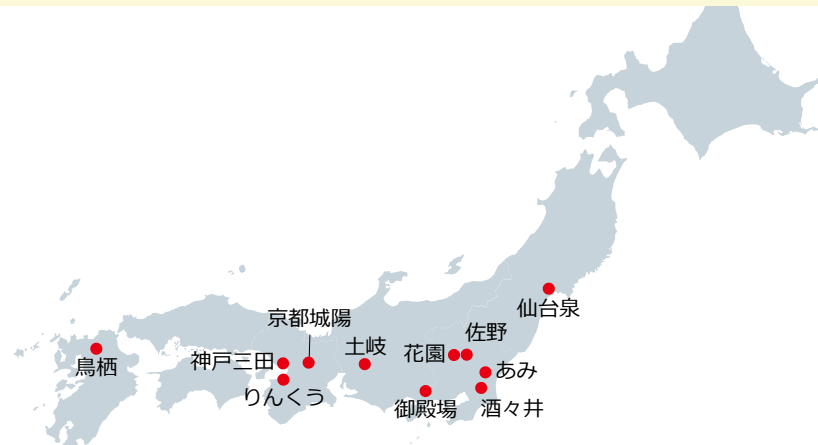 仙台泉
京都城陽
佐野
土岐
花園
神戸三田
鳥栖
あみ
りんくう
御殿場
酒々井